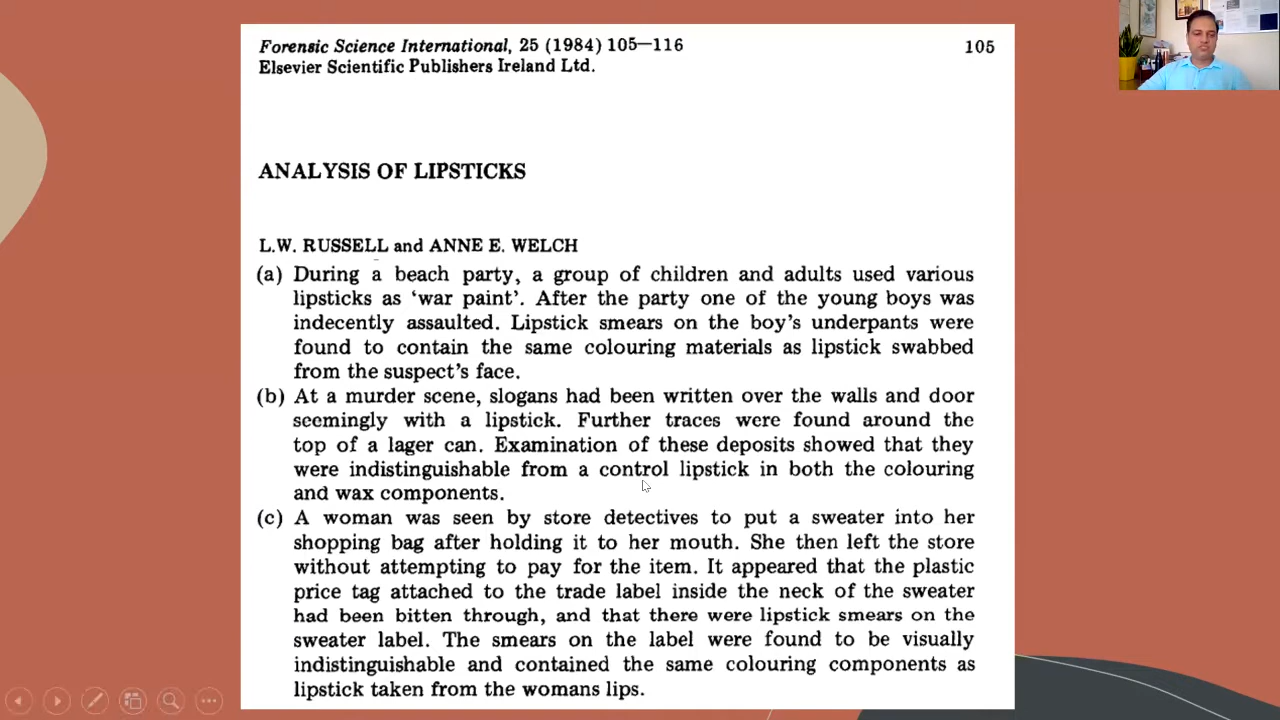 Forensic Science International, 25 (1984) 105—116
105
Elsevier Scientific Publishers Ireland Ltd.
ANALYSIS OF LIPSTICKS
L.W. RUSSELL and ANNE E. WELCH
(a) During a beach party, a group of children and adults used various
lipsticks as ‘war paint’. After the party one of the young boys was
indecently assaulted. Lipstick smears on the boy’s underpants were
found to contain the same colouring materials as lipstick swabbed
from the suspect’s face.
(b) At a murder scene, slogans had been written over the walls and door
seemingly with a lipstick. Further traces were found around the
top of a lager can. Examination of these deposits showed that they
were indistinguishable from a control lipstick in both the colouring
and wax components.
(c) A woman was seen by store detectives to put a sweater into her
shopping bag after holding it to her mouth. She then left the store
without attempting to pay for the item. It appeared that the plastic
price tag attached to the trade label inside the neck of the sweater
had been bitten through, and that there were lipstick smears on the
sweater label. The smears on the label were found to be visually
indistinguishable and contained the same colouring components as
lipstick taken from the womans lips.